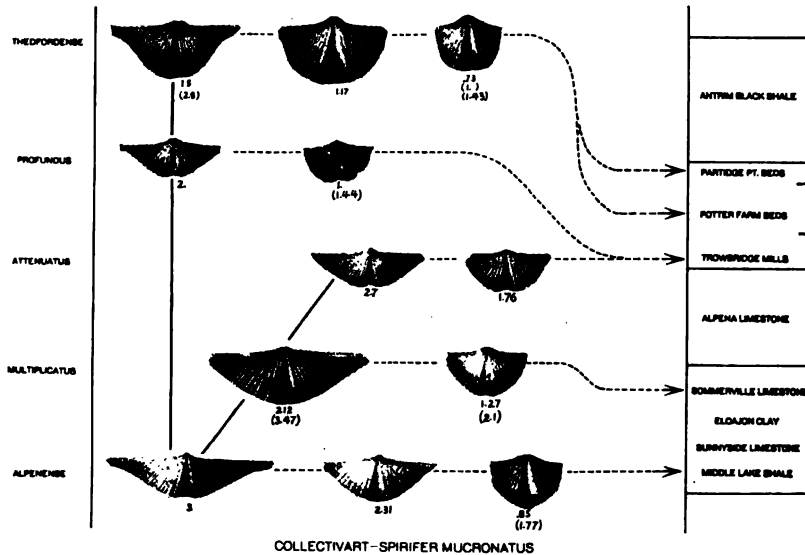 THEDFORDENSE
1.5
(2.8)
1.17
.73
(1. )
(1.45)
ANTRIM BLACK SHALE
PROFUNDUS
2.
1.
(1.44)
PARTIDGE PT. BEDS
POTTER FARM BEDS
ATTENUATUS
2.7
1.76
TROWBRIDGE MILLS
ALPENA LIMESTONE
MULTIPLICATUS
2.12
(3.47)
1.27
(2.1)
SOMMERVILLE LIMESTONE
ELOAJON CLAY
SUNNYSIDE LIMESTONE
ALPENENSE
3
2.31
.85
(1.77)
MIDDLE LAKE SHALE
COLLECTIVART-SPIRIFER MUCRONATUS